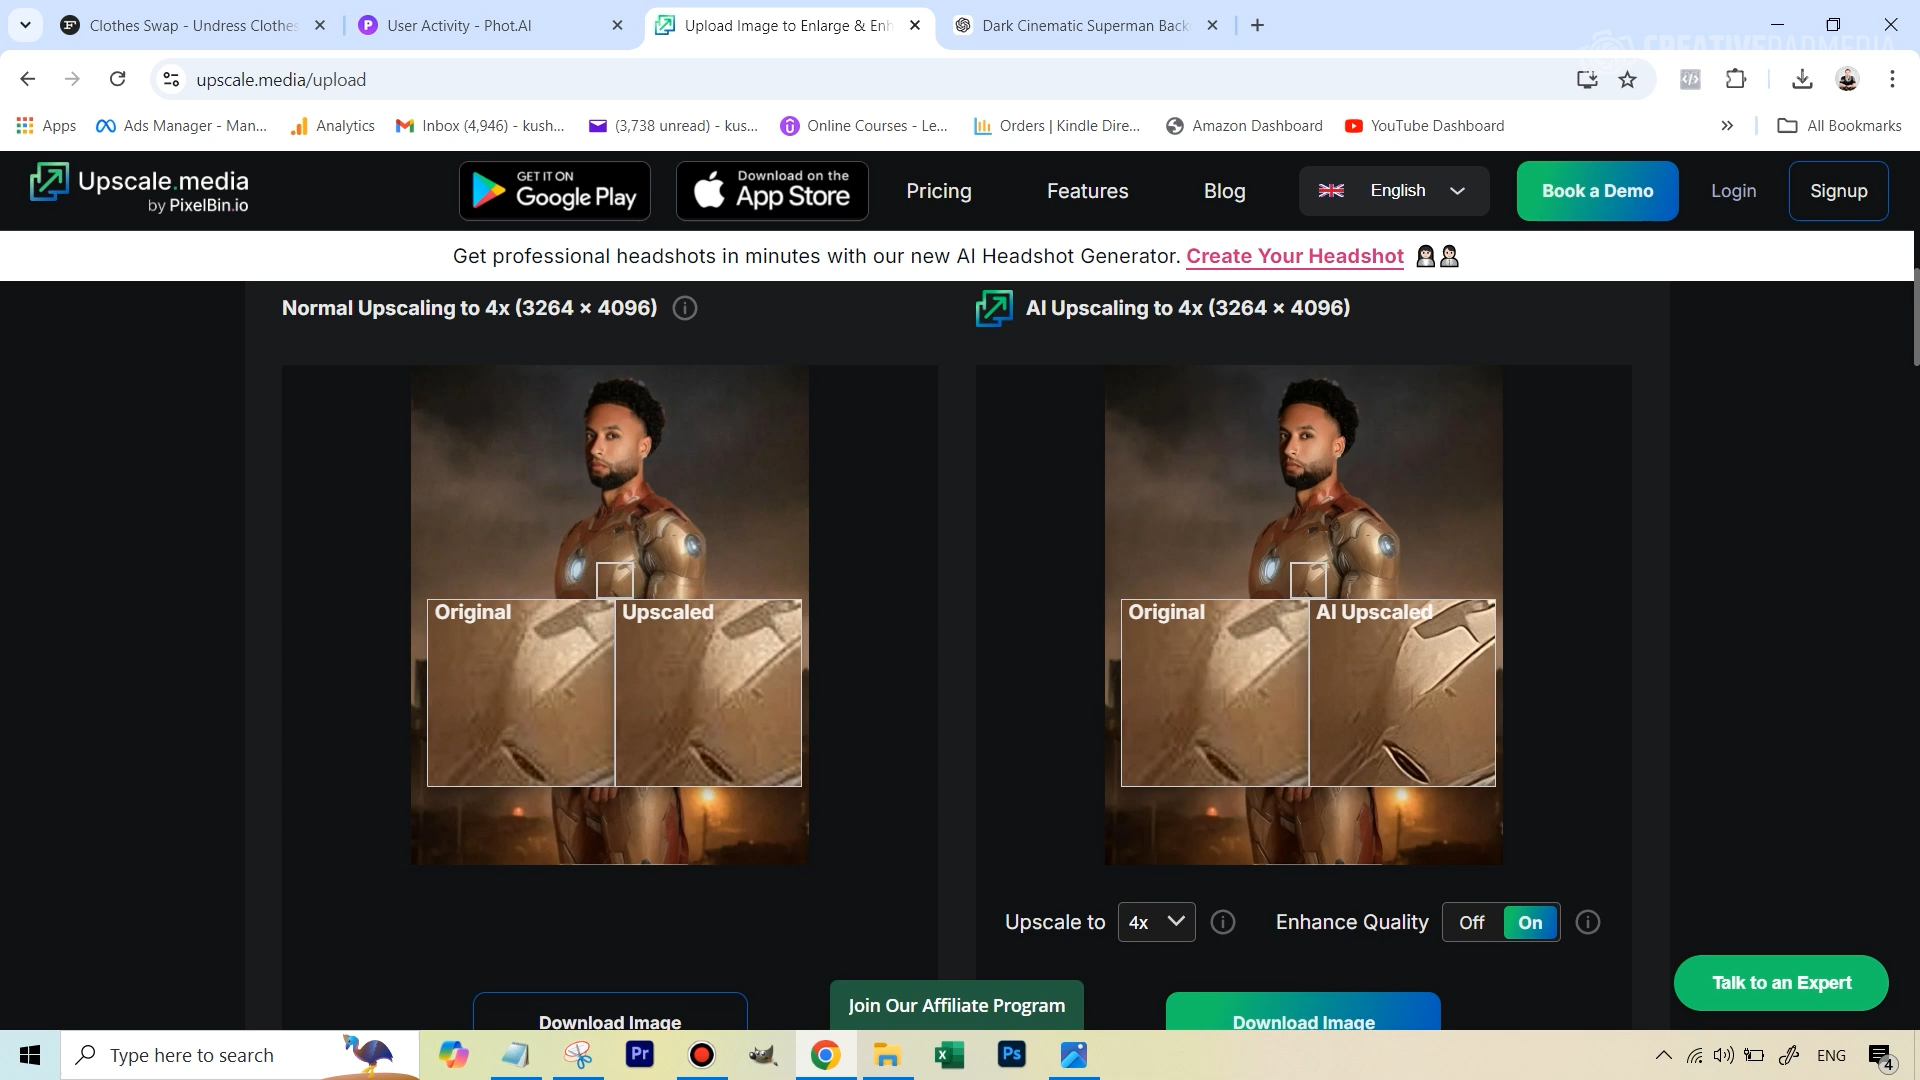 Clothes Swap - Undress Clothes
User Activity - Phot.AI
Upload Image to Enlarge & Enh
Dark Cinematic Superman Back
CREATIVEDADMEDIA
upscale.media/upload
Apps
Ads Manager - Man...
Analytics
Inbox (4,946) - kush...
(3,738 unread) - kus...
Online Courses - Le...
Orders | Kindle Dire...
Amazon Dashboard
YouTube Dashboard
All Bookmarks
Upscale.media
by PixelBin.io
GET IT ON
Google Play
Download on the
App Store
Pricing
Features
Blog
English
Book a Demo
Login
Signup
Get professional headshots in minutes with our new AI Headshot Generator. Create Your Headshot
Normal Upscaling to 4x (3264 × 4096)
AI Upscaling to 4x (3264 × 4096)
Original
Upscaled
Original
AI Upscaled
Upscale to
4x
Enhance Quality
Off
On
Talk to an Expert
Join Our Affiliate Program
Download Image
Download Image
Type here to search
Pr
Ps
ENG
4